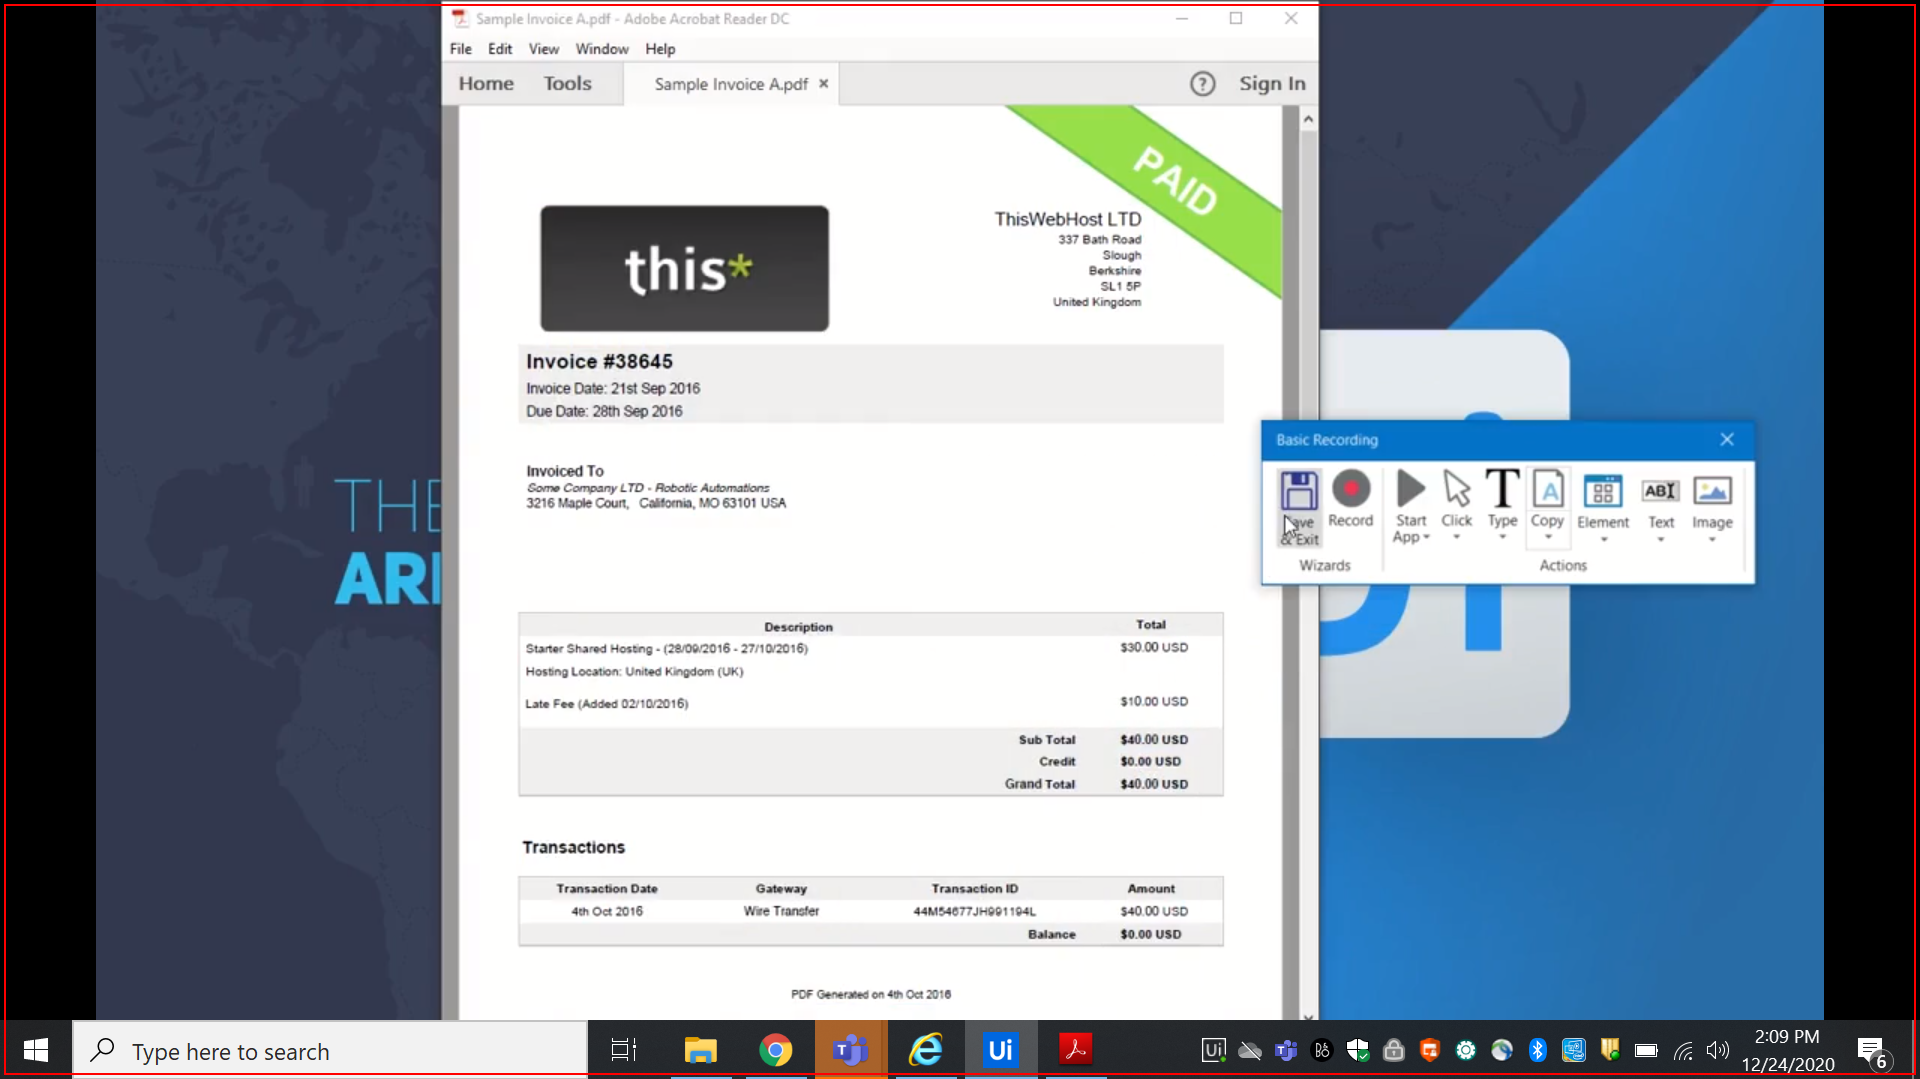 Sample Invoice A.pdf - Adobe Acrobat Reader DC
File Edit View Window Help
Home Tools Sample Invoice A.pdf × ? Sign In
PAID
this*
ThisWebHost LTD
337 Bath Road
Slough
Berkshire
SL1 5P
United Kingdom
Invoice #38645
Invoice Date: 21st Sep 2016
Due Date: 28th Sep 2016
Invoiced To
Some Company LTD - Robotic Automations
3216 Maple Court, California, MO 63101 USA
Description Total
Starter Shared Hosting - (28/09/2016 - 27/10/2016) $30.00 USD
Hosting Location: United Kingdom (UK)
Late Fee (Added 02/10/2016) $10.00 USD
Sub Total $40.00 USD
Credit $0.00 USD
Grand Total $40.00 USD
Transactions
Transaction Date Gateway Transaction ID Amount
4th Oct 2016 Wire Transfer 44M54677JH991194L $40.00 USD
Balance $0.00 USD
PDF Generated on 4th Oct 2016
THE
Basic Recording
Save & Exit
Record
Start App
Click
Type
Copy
Element
Text
Image
Wizards
Actions
Type here to search
Ui
2:09 PM
12/24/2020
6